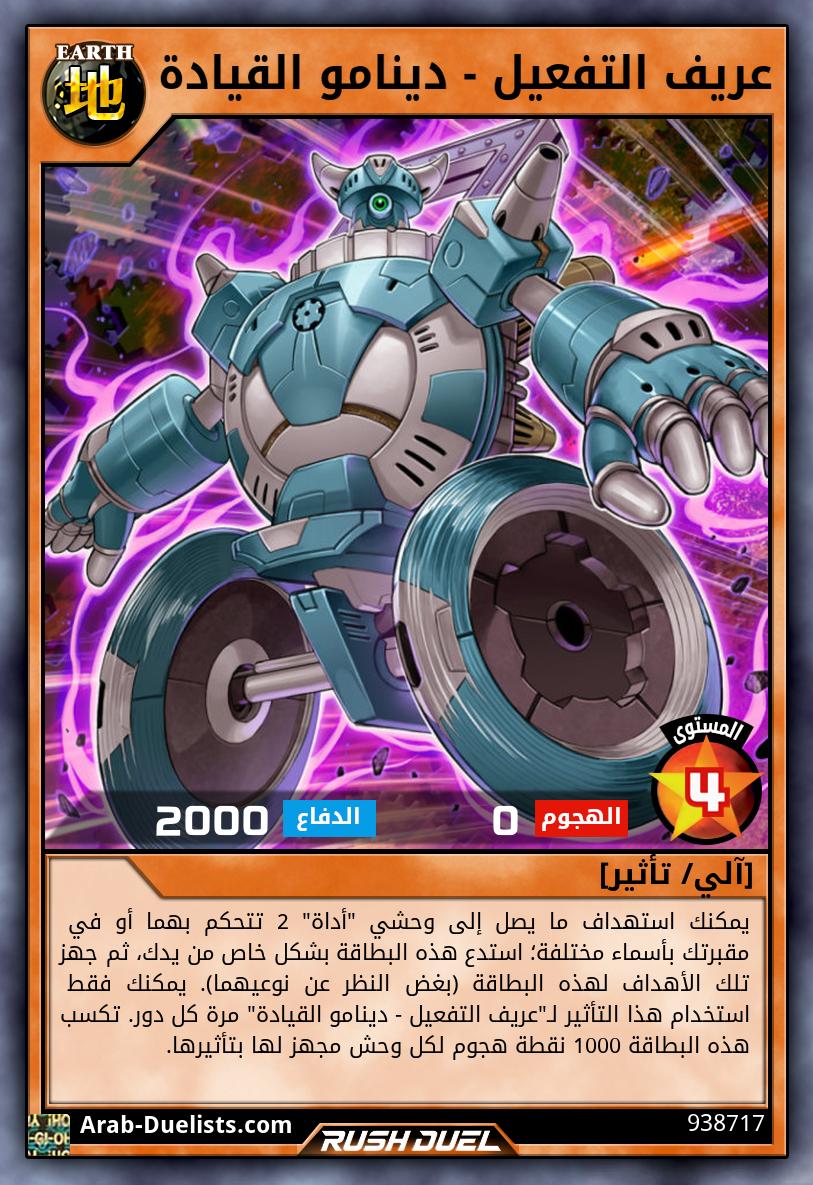 EARTH
地
عريف التفعيل - دينامو القيادة
المستوى
4
الهجوم 0 الدفاع 2000
[آلي/ تأثير]
يمكنك استهداف ما يصل إلى وحشي "أداة" 2 تتحكم بهما أو في
مقبرتك بأسماء مختلفة؛ استدع هذه البطاقة بشكل خاص من يدك، ثم جهز
تلك الأهداف لهذه البطاقة (بغض النظر عن نوعيهما). يمكنك فقط
استخدام هذا التأثير لـ"عريف التفعيل - دينامو القيادة" مرة كل دور. تكسب
هذه البطاقة 1000 نقطة هجوم لكل وحش مجهز لها بتأثيرها.
Arab-Duelists.com
RUSH DUEL
938717